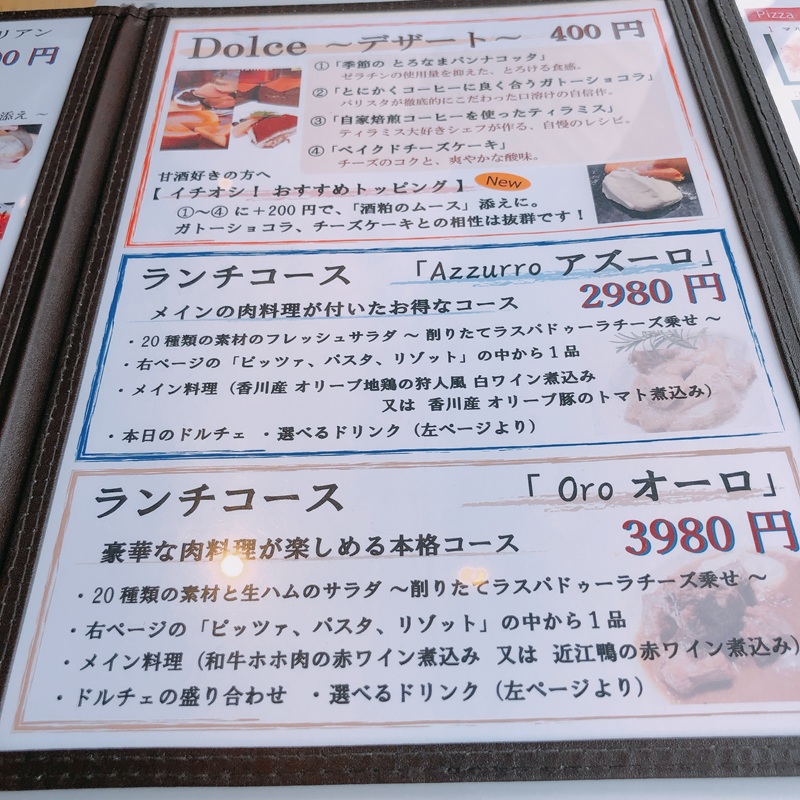 リアン
00 円
添え ~
Pizza
Dolce ～デザート～ 400 円
①「季節の とろなまパンナコッタ」
ゼラチンの使用量を抑えた、とろける食感。
②「とにかくコーヒーに良く合うガトーショコラ」
バリスタが徹底的にこだわった口溶けの自信作。
③「自家焙煎コーヒーを使ったティラミス」
ティラミス大好きシェフが作る、自慢のレシピ。
④「ベイクドチーズケーキ」
チーズのコクと、爽やかな酸味。
甘酒好きの方へ
【 イチオシ！ おすすめトッピング 】 New
①～④ に＋200 円で、「酒粕のムース」添えに。
ガトーショコラ、チーズケーキとの相性は抜群です！
ランチコース 「Azzurro アズーロ」
メインの肉料理が付いたお得なコース 2980 円
・20 種類の素材のフレッシュサラダ ～ 削りたてラスパドゥーラチーズ乗せ ～
・右ページの「ピッツァ、パスタ、リゾット」の中から１品
・メイン料理（香川産 オリーブ地鶏の狩人風 白ワイン煮込み
又は 香川産 オリーブ豚のトマト煮込み）
・本日のドルチェ ・選べるドリンク（左ページより）
ランチコース 「 Oro オーロ」
豪華な肉料理が楽しめる本格コース 3980 円
・20 種類の素材と生ハムのサラダ ～削りたてラスパドゥーラチーズ乗せ ～
・右ページの「ピッツァ、パスタ、リゾット」の中から１品
・メイン料理（和牛ホホ肉の赤ワイン煮込み 又は 近江鴨の赤ワイン煮込み）
・ドルチェの盛り合わせ ・選べるドリンク（左ページより）